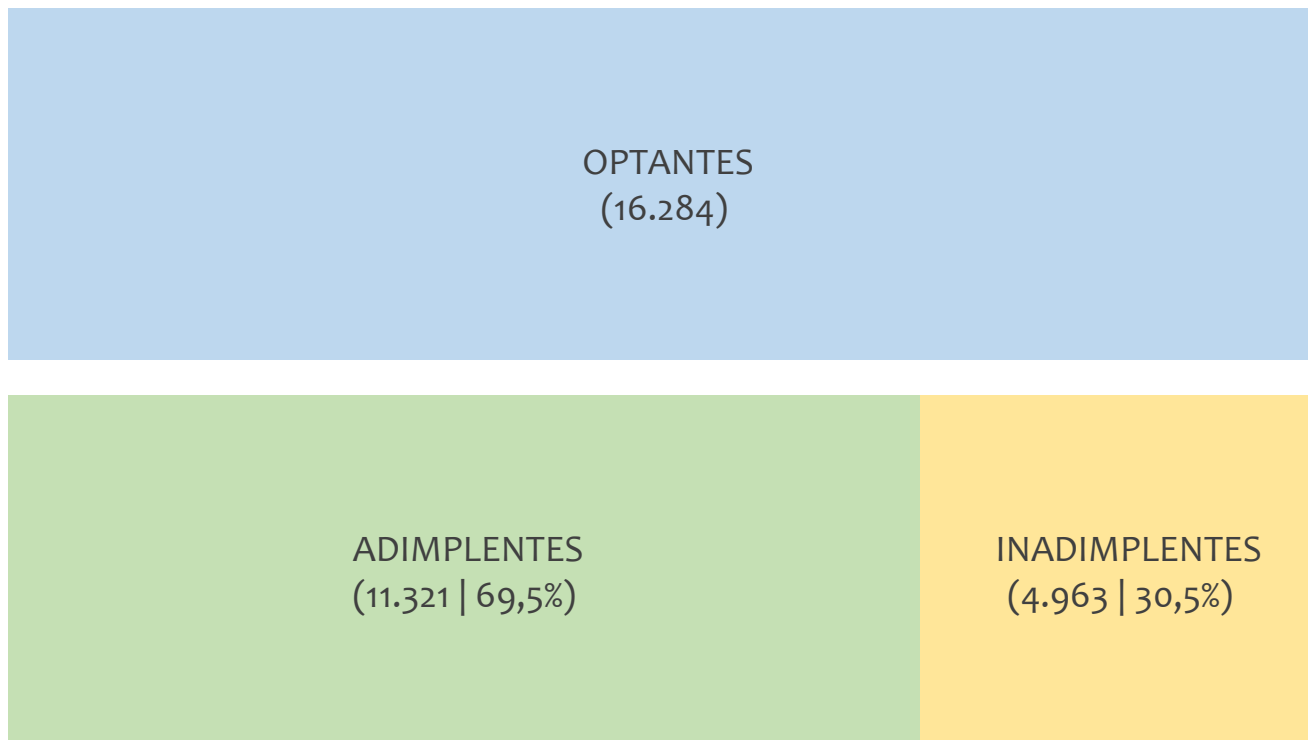 OPTANTES
(16.284)
ADIMPLENTES
(11.321 | 69,5%)
INADIMPLENTES
(4.963 | 30,5%)